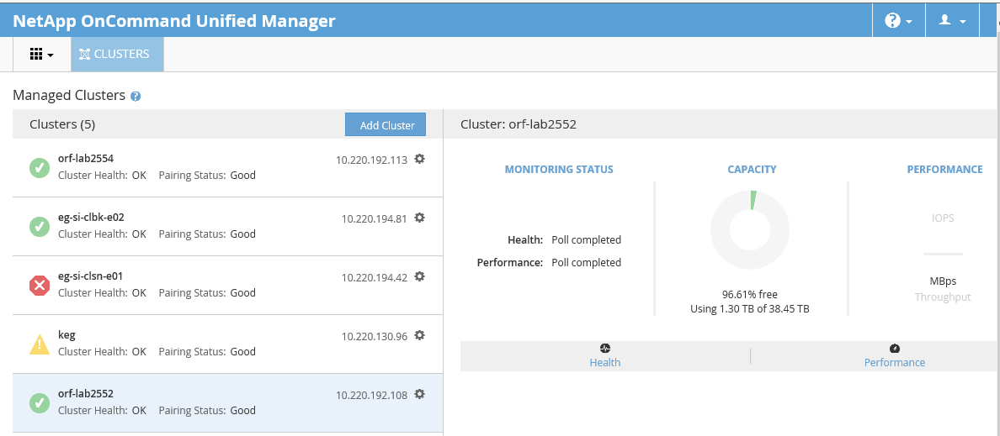 NetApp OnCommand Unified Manager
CLUSTERS
Managed Clusters
Clusters (5)
Add Cluster
orf-lab2554
10.220.192.113
Cluster Health: OK Pairing Status: Good
eg-si-clbk-e02
10.220.194.81
Cluster Health: OK Pairing Status: Good
eg-si-clsn-e01
10.220.194.42
Cluster Health: OK Pairing Status: Good
keg
10.220.130.96
Cluster Health: OK Pairing Status: Good
orf-lab2552
10.220.192.108
Cluster Health: OK Pairing Status: Good
Cluster: orf-lab2552
MONITORING STATUS
Health: Poll completed
Performance: Poll completed
CAPACITY
96.61% free
Using 1.30 TB of 38.45 TB
PERFORMANCE
IOPS
MBps
Throughput
Health
Performance